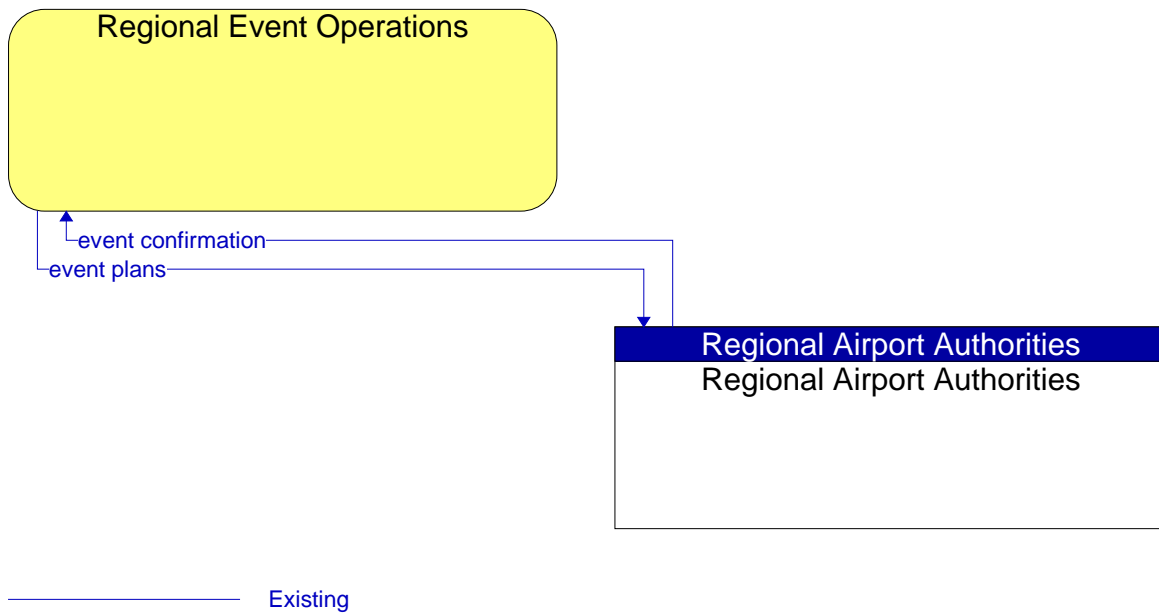 Regional Event Operations
event confirmation
event plans
Regional Airport Authorities
Regional Airport Authorities
Existing